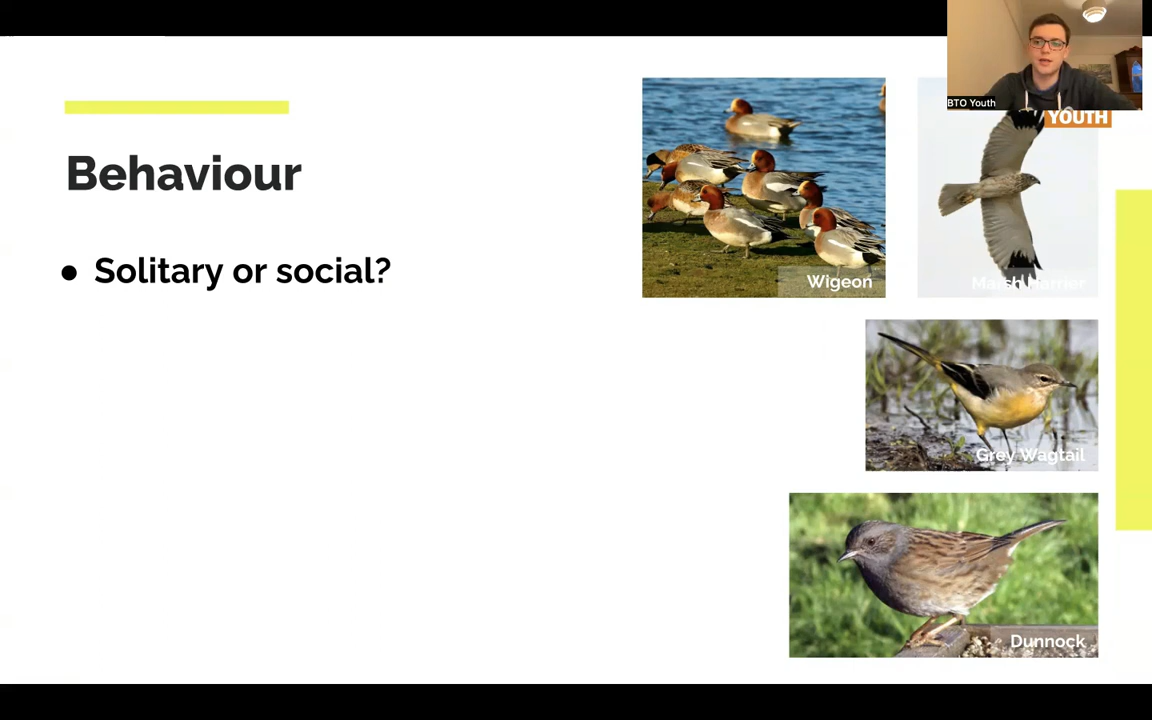 BTO Youth
YOUTH
Behaviour
● Solitary or social?
Wigeon
Marsh Harrier
Grey Wagtail
Dunnock